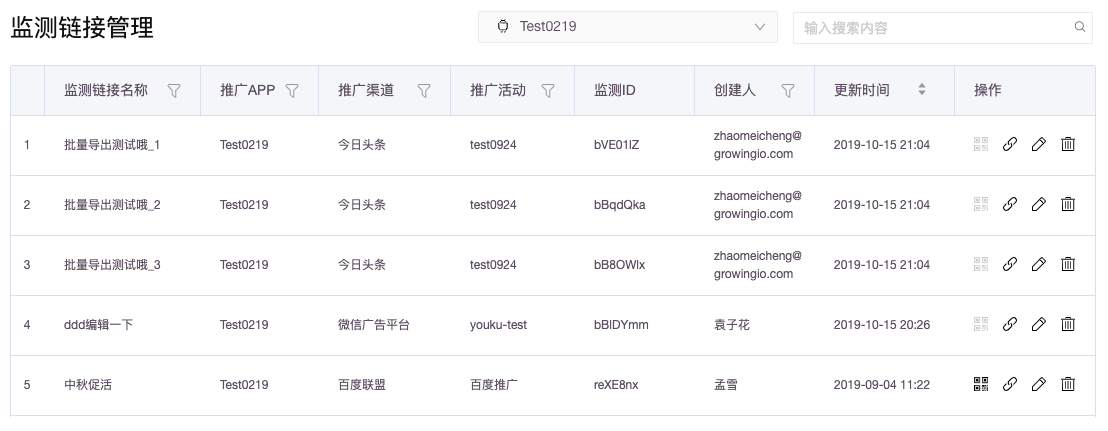 监测链接管理
Test0219
输入搜索内容
监测链接名称 推广APP 推广渠道 推广活动 监测ID 创建人 更新时间 操作
1 批量导出测试哦_1 Test0219 今日头条 test0924 bVE01lZ zhaomeicheng@
growingio.com 2019-10-15 21:04
2 批量导出测试哦_2 Test0219 今日头条 test0924 bBqdQka zhaomeicheng@
growingio.com 2019-10-15 21:04
3 批量导出测试哦_3 Test0219 今日头条 test0924 bB8OWlx zhaomeicheng@
growingio.com 2019-10-15 21:04
4 ddd编辑一下 Test0219 微信广告平台 youku-test bBlDYmm 袁子花 2019-10-15 20:26
5 中秋促活 Test0219 百度联盟 百度推广 reXE8nx 孟雪 2019-09-04 11:22